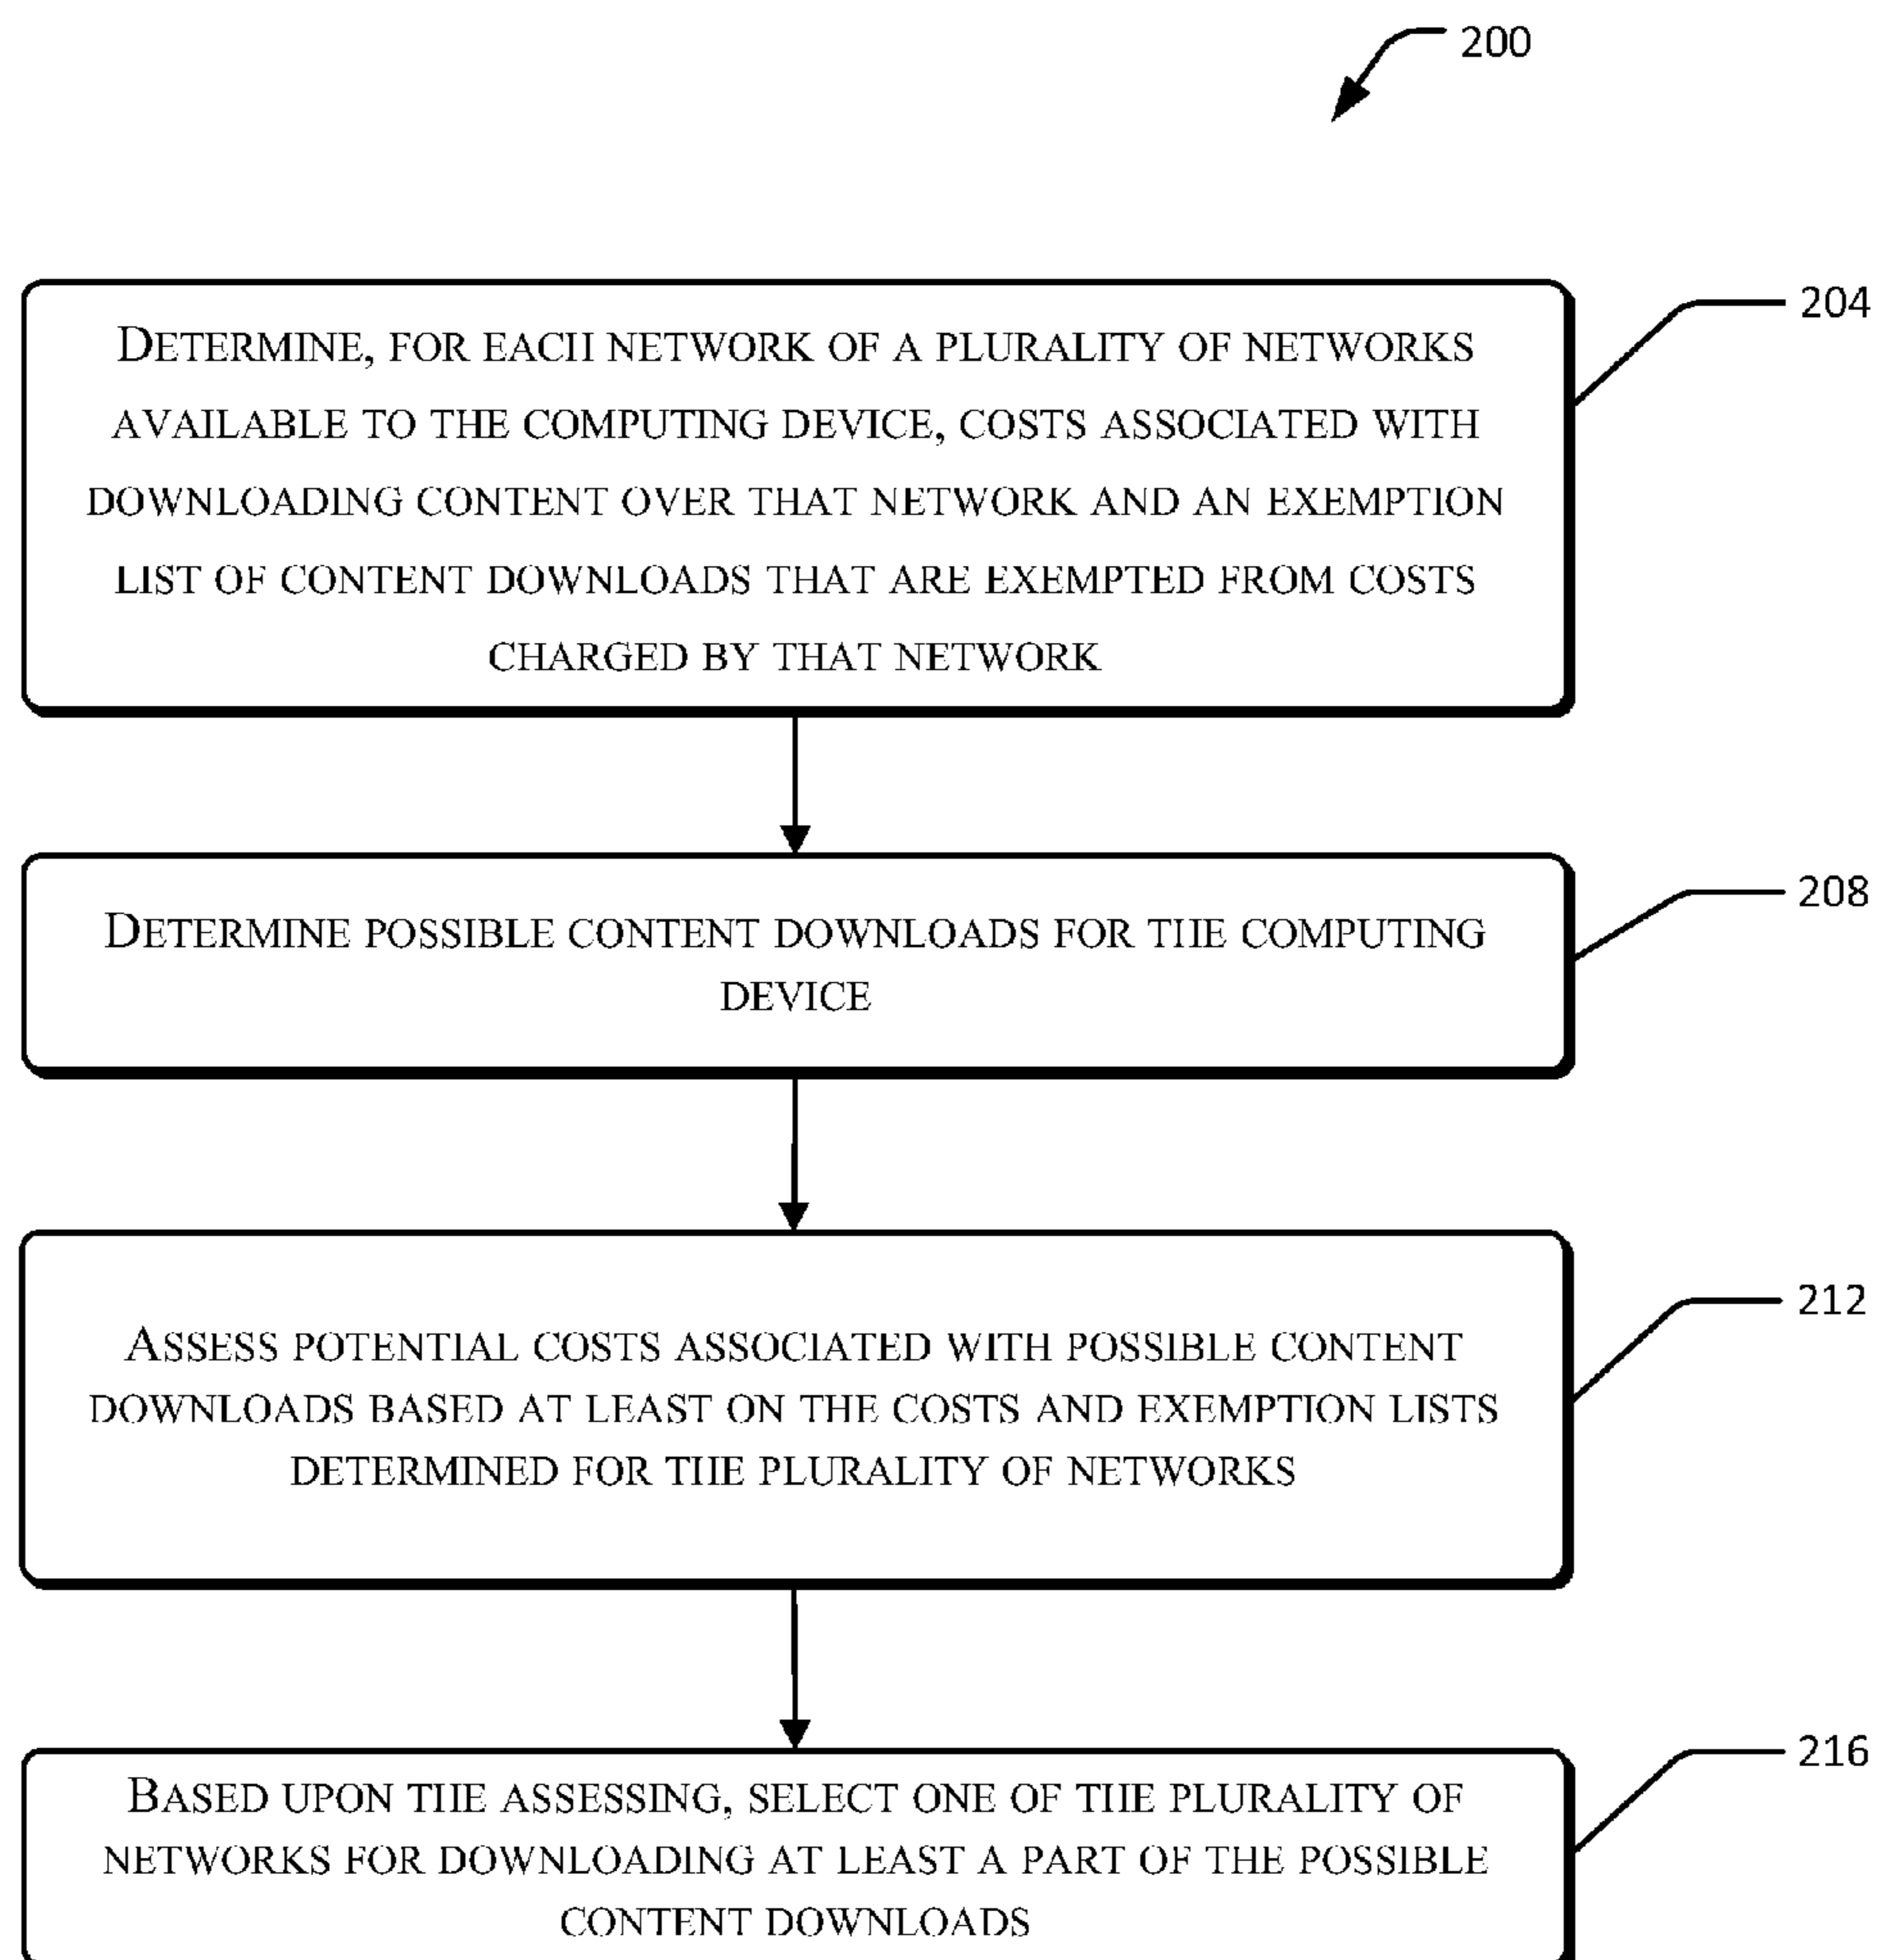 200
DETERMINE, FOR EACH NETWORK OF A PLURALITY OF NETWORKS
204
AVAILABLE TO THE COMPUTING DEVICE, COSTS ASSOCIATED WITH
DOWNLOADING CONTENT OVER THAT NETWORK AND AN EXEMPTION
LIST OF CONTENT DOWNLOADS THAT ARE EXEMPTED FROM COSTS
CHARGED BY THAT NETWORK
208
DETERMINE POSSIBLE CONTENT DOWNLOADS FOR THE COMPUTING
DEVICE
212
ASSESS POTENTIAL COSTS ASSOCIATED WITH POSSIBLE CONTENT
DOWNLOADS BASED AT LEAST ON THE COSTS AND EXEMPTION LISTS
DETERMINED FOR THE PLURALITY OF NETWORKS
216
BASED UPON THE ASSESSING, SELECT ONE OF THE PLURALITY OF
NETWORKS FOR DOWNLOADING AT LEAST A PART OF THE POSSIBLE
CONTENT DOWNLOADS